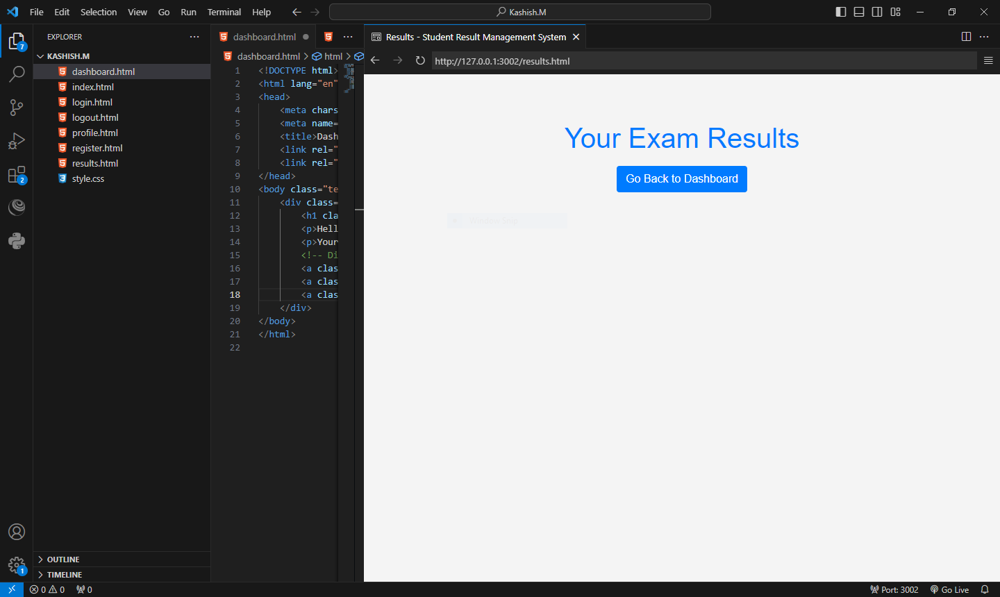 File Edit Selection View Go Run Terminal Help
Kashish.M
EXPLORER
KASHISH.M
dashboard.html
index.html
login.html
logout.html
profile.html
register.html
results.html
style.css
OUTLINE
TIMELINE
7
2
1
dashboard.html
dashboard.html > html >
1 <!DOCTYPE html>
2 <html lang="en"
3 <head>
4 <meta chars
5 <meta name=
6 <title>Dash
7 <link rel="
8 <link rel="
9 </head>
10 <body class="te
11 <div class=
12 <h1 cla
13 <p>Hell
14 <p>Your
15 <!-- Di
16 <a clas
17 <a clas
18 <a clas
19 </div>
20 </body>
21 </html>
22
Results - Student Result Management System
http://127.0.0.1:3002/results.html
Your Exam Results
Go Back to Dashboard
Window Snip
0 0 0
Port: 3002 Go Live